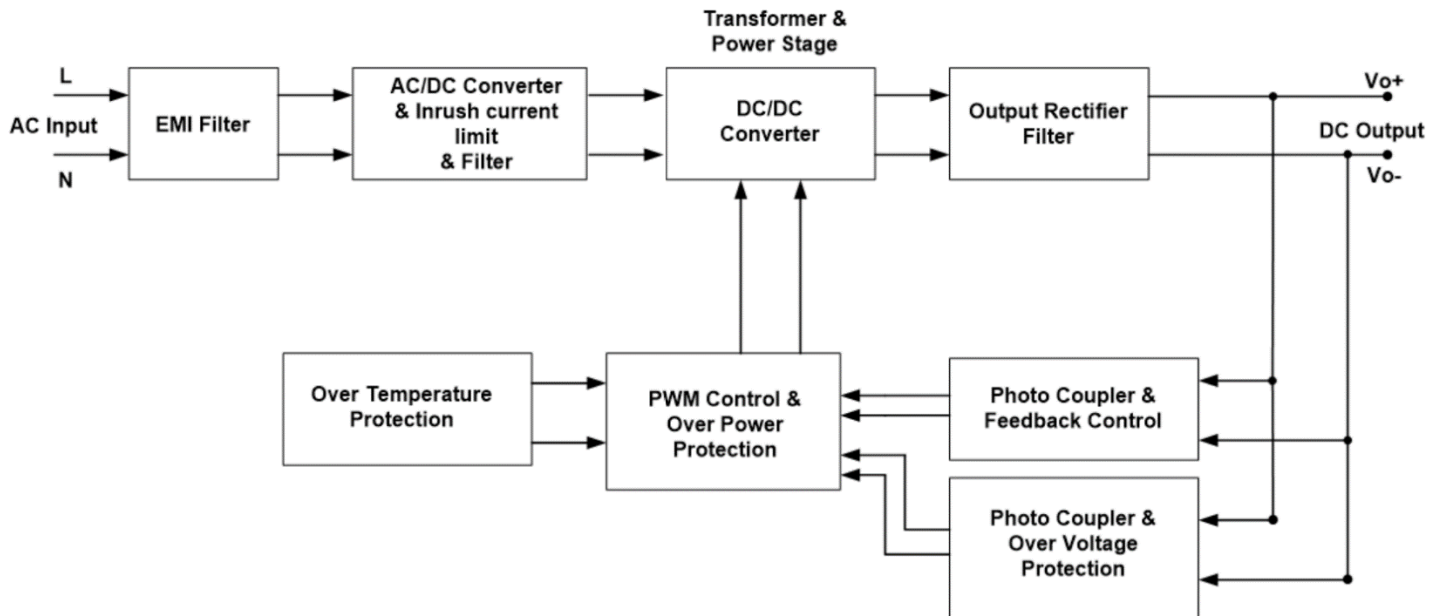 Transformer &
Power Stage
L
AC Input
N
EMI Filter
AC/DC Converter
& Inrush current
limit
& Filter
DC/DC
Converter
Output Rectifier
Filter
Vo+
DC Output
Vo-
Over Temperature
Protection
PWM Control &
Over Power
Protection
Photo Coupler &
Feedback Control
Photo Coupler &
Over Voltage
Protection